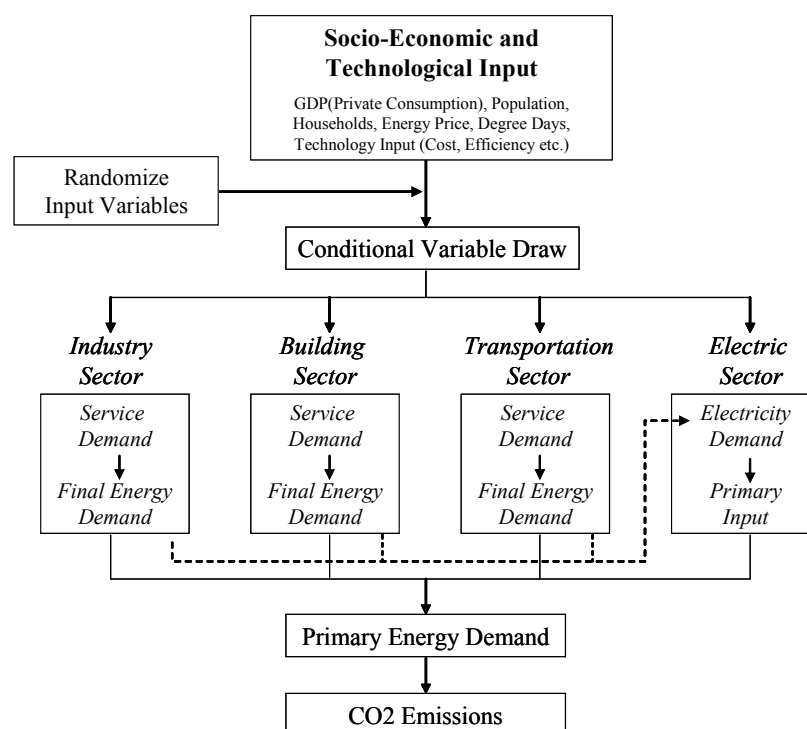 Socio-Economic and
Technological Input
GDP(Private Consumption), Population,
Households, Energy Price, Degree Days,
Technology Input (Cost, Efficiency etc.)
Randomize
Input Variables
Conditional Variable Draw
Industry
Sector
Building
Sector
Transportation
Sector
Electric
Sector
Service
Demand
Final Energy
Demand
Service
Demand
Final Energy
Demand
Service
Demand
Final Energy
Demand
Electricity
Demand
Primary
Input
Primary Energy Demand
CO2 Emissions